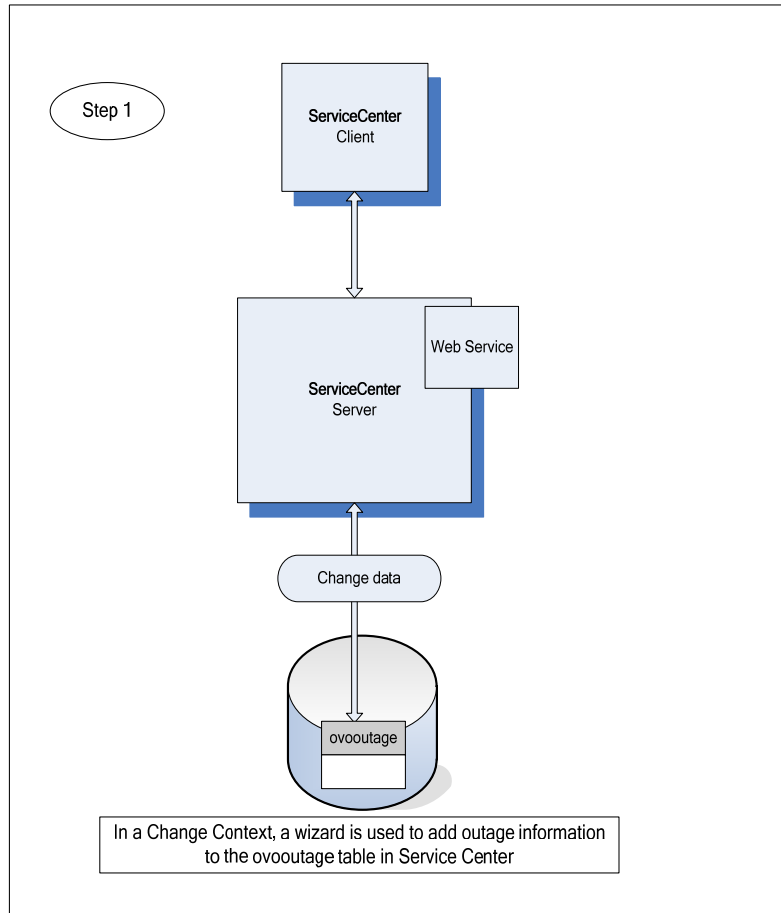 Step 1
ServiceCenter
Client
Web Service
ServiceCenter
Server
Change data
ovooutage
In a Change Context, a wizard is used to add outage information
to the ovooutage table in Service Center